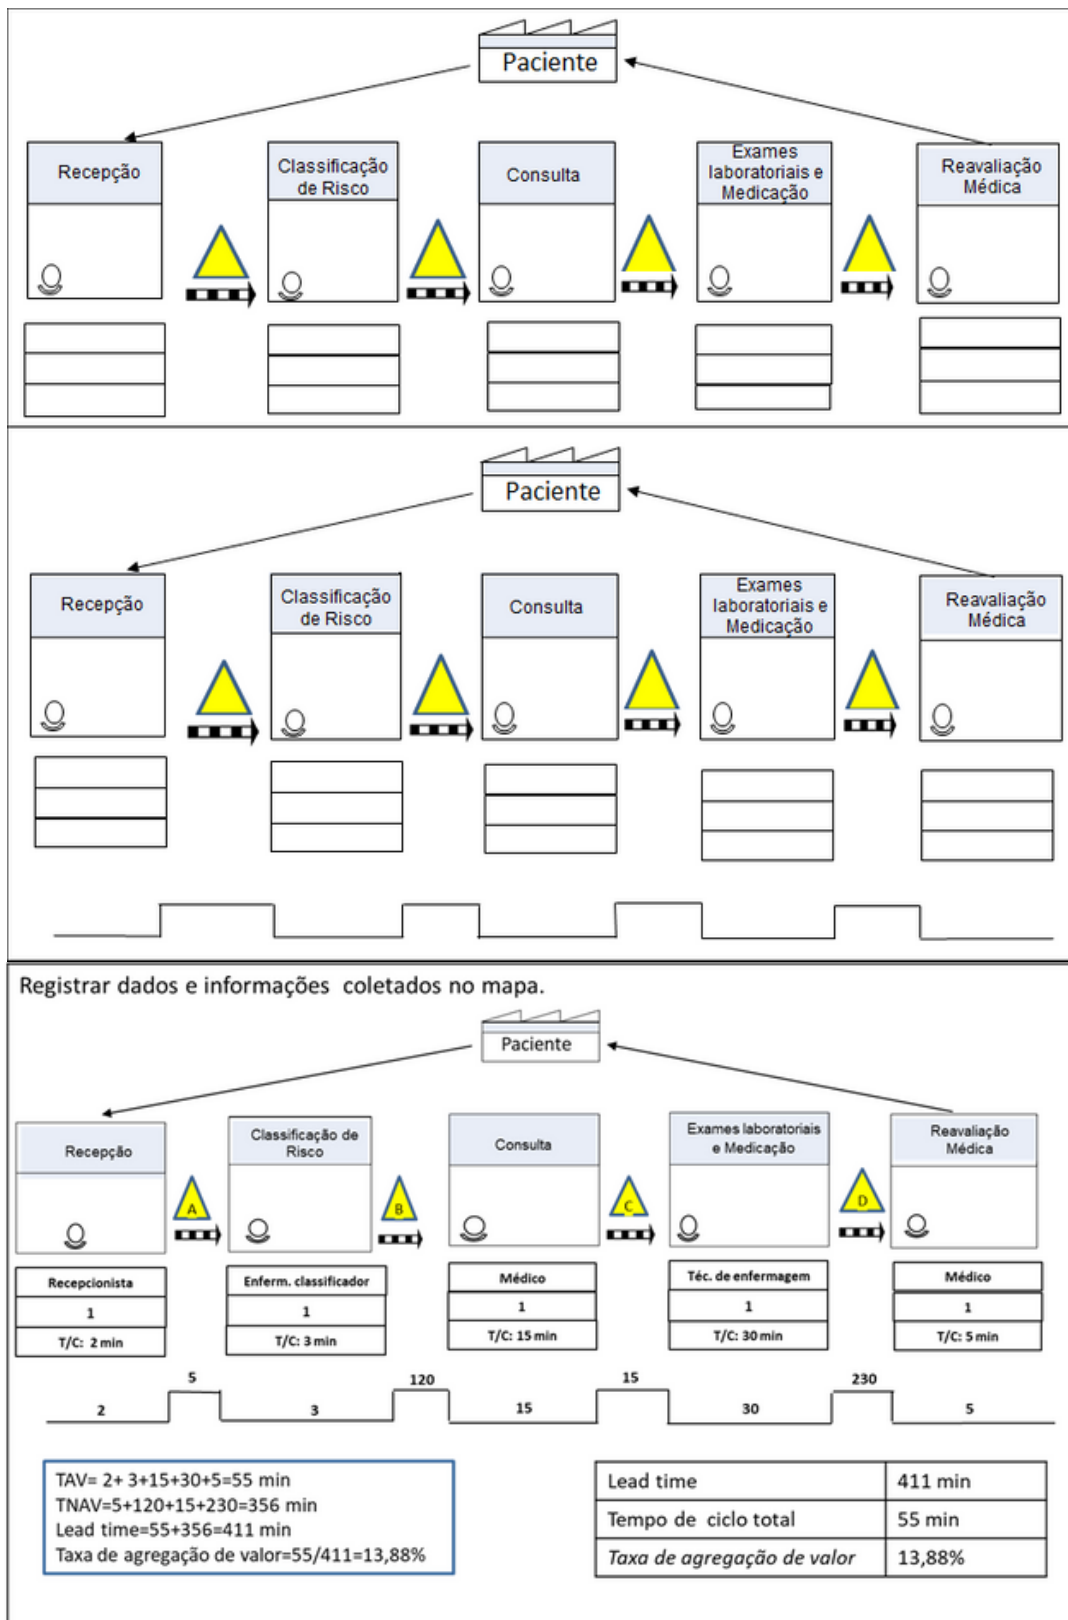 Paciente
Recepção
Classificação
de Risco
Consulta
Exames
laboratoriais e
Medicação
Reavaliação
Médica
Paciente
Recepção
Classificação
de Risco
Consulta
Exames
laboratoriais e
Medicação
Reavaliação
Médica
Registrar dados e informações coletados no mapa.
Paciente
Recepção
Classificação de
Risco
Consulta
Exames laboratoriais
e Medicação
Reavaliação
Médica
A
B
C
D
Recepcionista
1
T/C: 2 min
Enferm. classificador
1
T/C: 3 min
Médico
1
T/C: 15 min
Téc. de enfermagem
1
T/C: 30 min
Médico
1
T/C: 5 min
2
5
3
120
15
15
30
230
5
TAV= 2+ 3+15+30+5=55 min
TNAV=5+120+15+230=356 min
Lead time=55+356=411 min
Taxa de agregação de valor=55/411=13,88%
Lead time 411 min
Tempo de ciclo total 55 min
Taxa de agregação de valor 13,88%